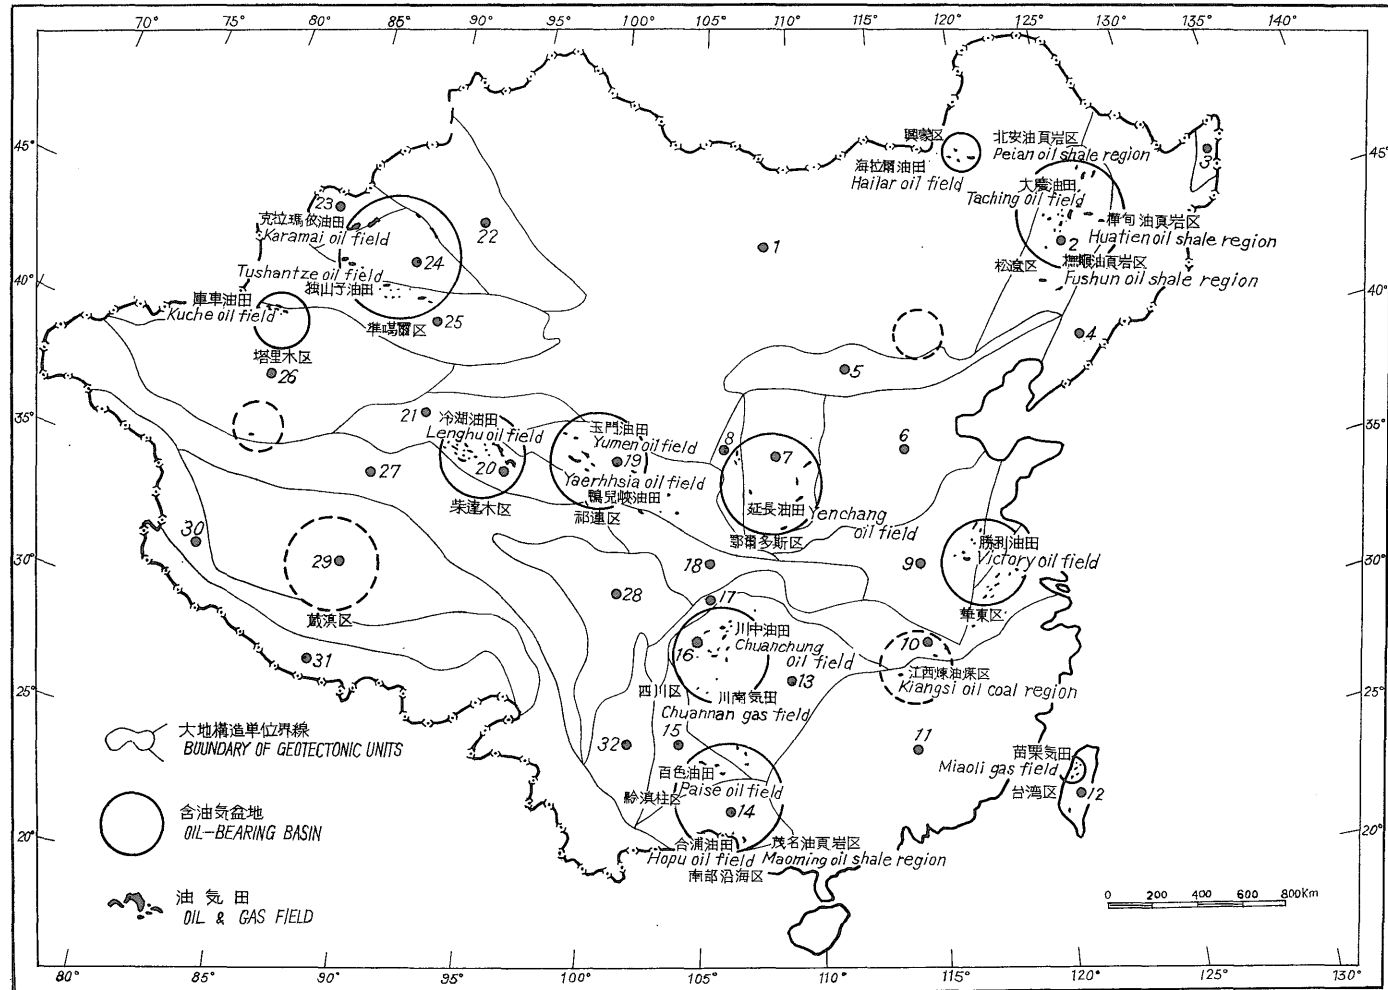 70° 75° 80° 85° 90° 95° 100° 105° 110° 115° 120° 125° 130° 135° 140°
45°
40°
35°
30°
25°
20°
45°
40°
35°
30°
25°
20°
興蒙区
海拉爾油田
Hailar oil field
北安油頁岩区
Peian oil shale region
大慶油田
Taching oil field
樺甸油頁岩区
Huatien oil shale region
松遼区
撫順油頁岩区
Fushun oil shale region
克拉瑪依油田
Karamai oil field
Tushantze oil field
独山子油田
準噶爾区
庫車油田
Kuche oil field
塔里木区
冷湖油田
Lenghu oil field
柴達木区
玉門油田
Yumen oil field
Yaerhhsia oil field
鴨兒峡油田
祁連区
延長油田
Yenchang
oil field
鄂爾多斯区
勝利油田
Victory oil field
華東区
蔵滇区
川中油田
Chuanchung
oil field
四川区
川南気田
Chuannan gas field
江西煉油煤区
Kiangsi oil coal region
百色油田
Paise oil field
黔滇桂区
合浦油田
Hopu oil field
南部沿海区
茂名油頁岩区
Maoming oil shale region
苗栗気田
Miaoli gas field
台湾区
1
2
3
4
5
6
7
8
9
10
11
12
13
14
15
16
17
18
19
20
21
22
23
24
25
26
27
28
29
30
31
32
大地構造単位界線
BOUNDARY OF GEOTECTONIC UNITS
含油気盆地
OIL-BEARING BASIN
油気田
OIL & GAS FIELD
0 200 400 600 800Km
80° 85° 90° 95° 100° 105° 110° 115° 120° 125° 130°